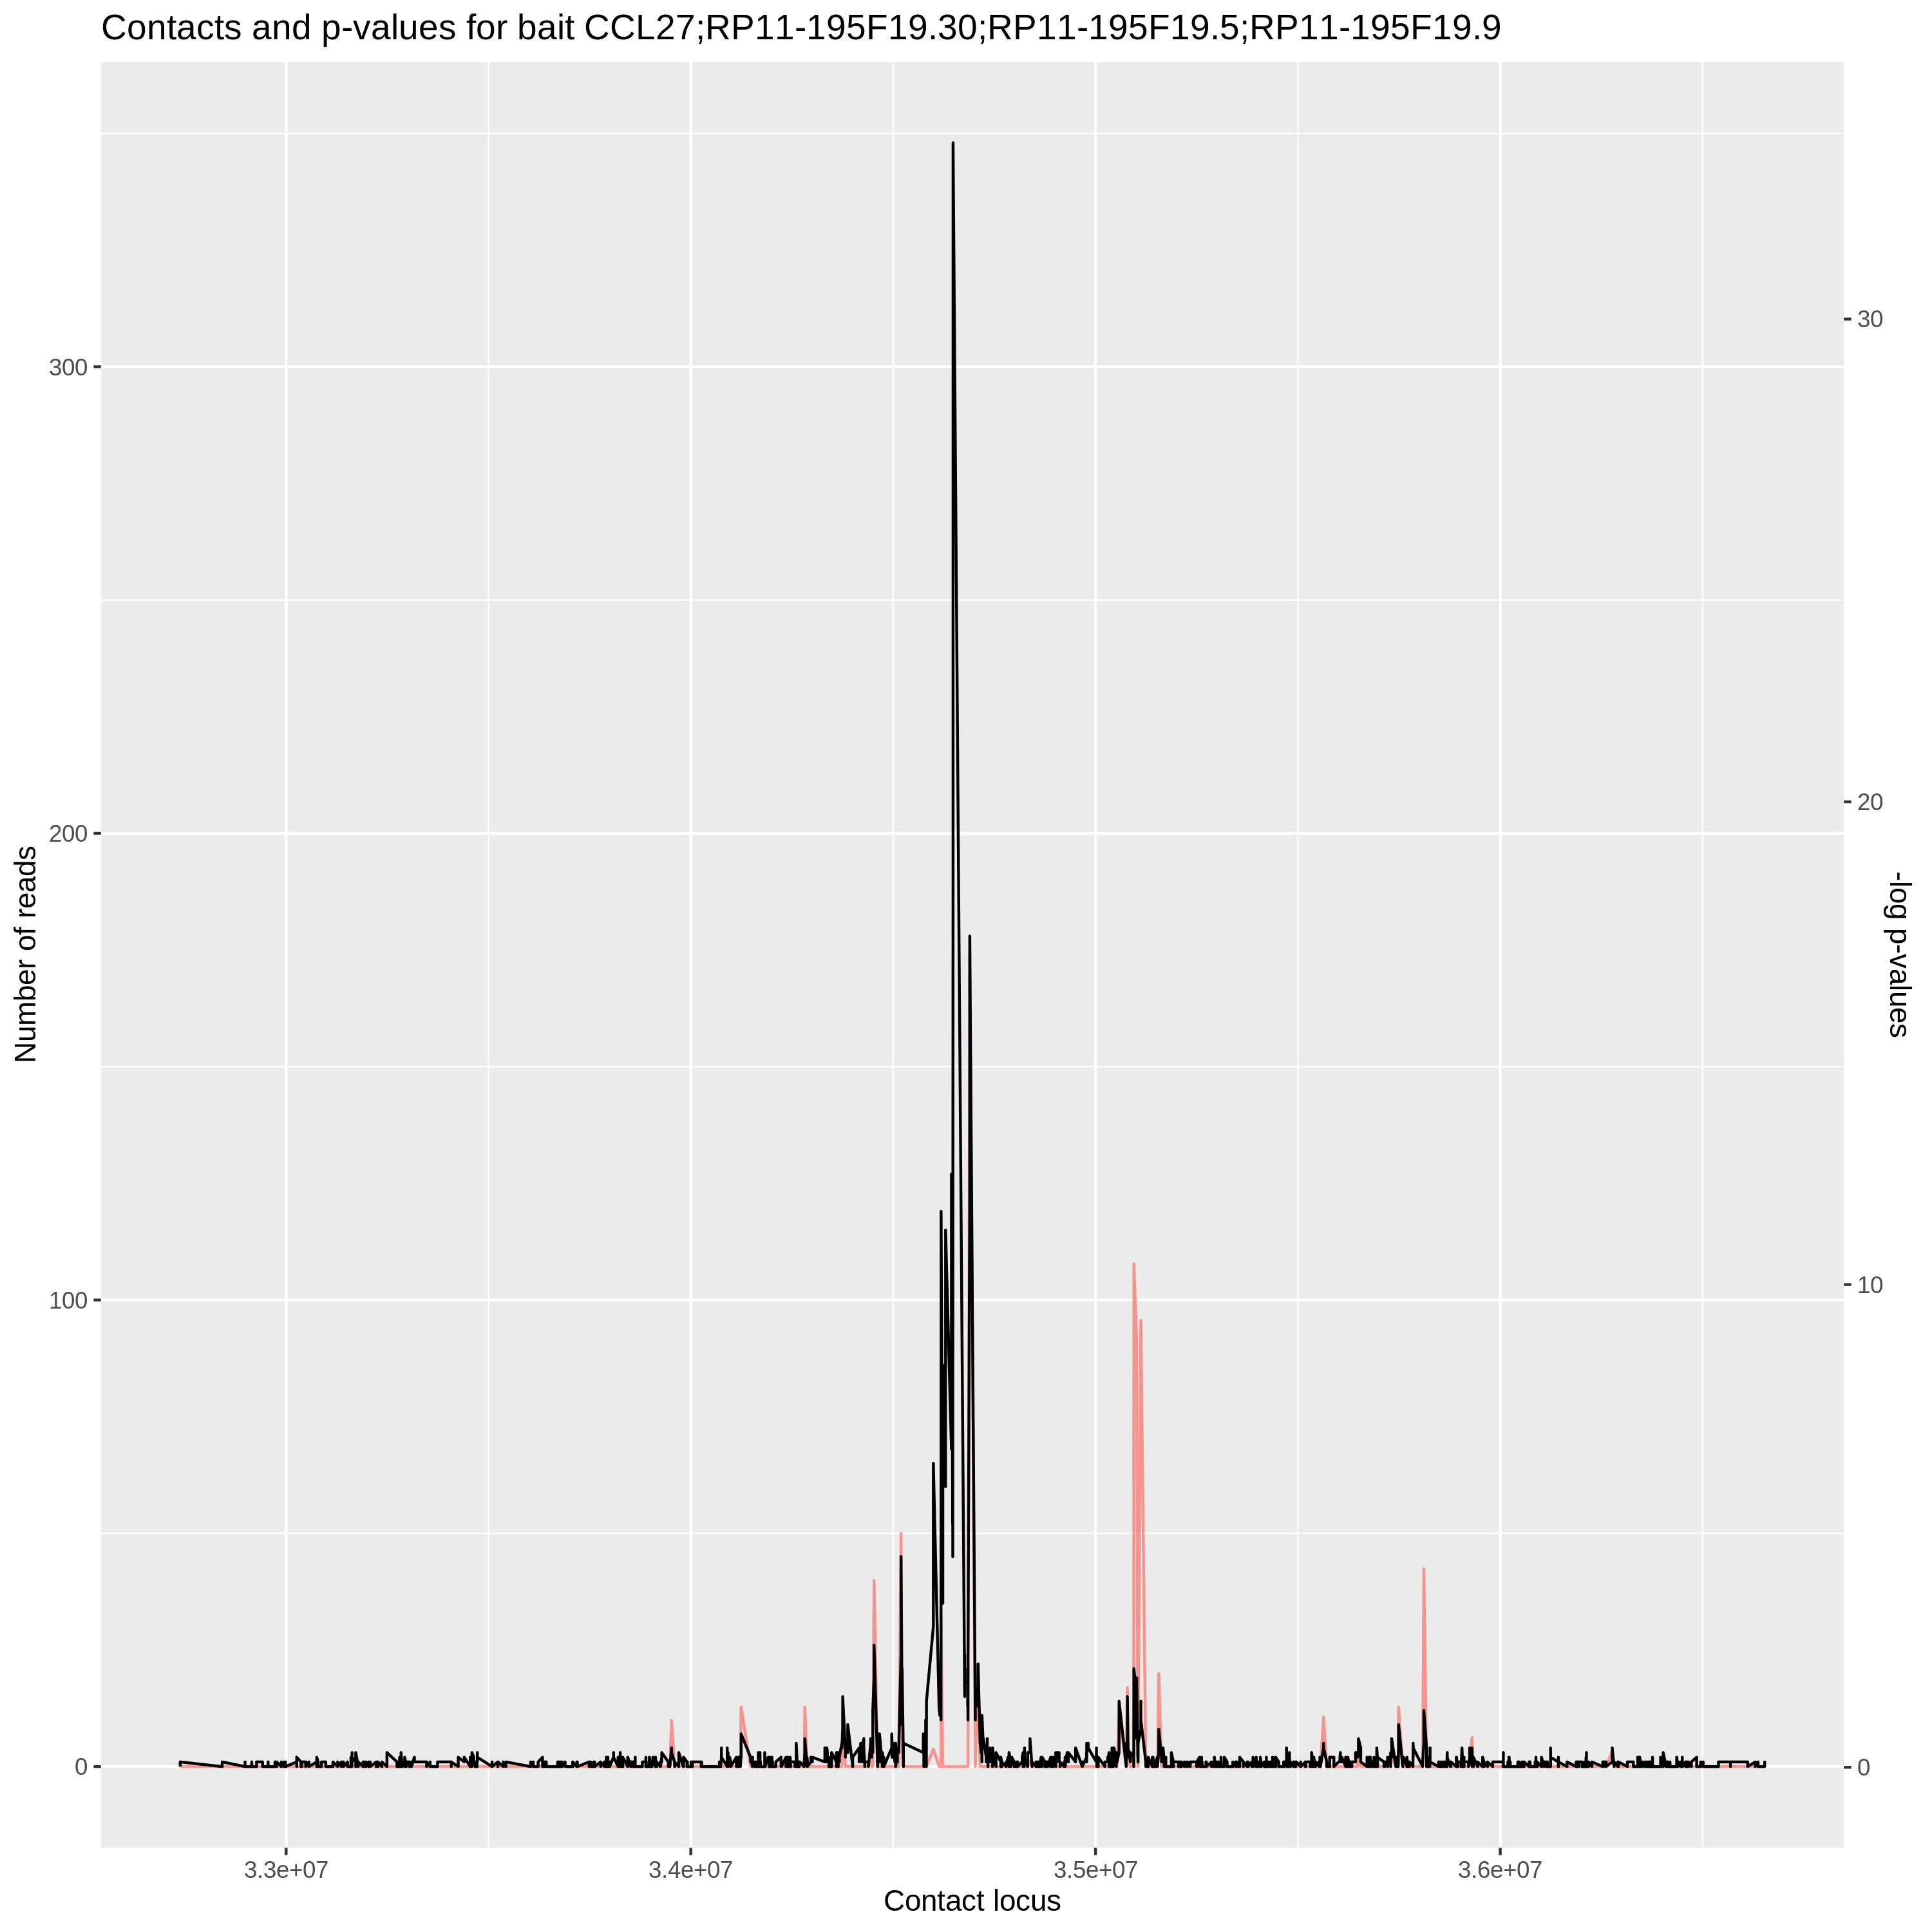 Contacts and p-values for bait CCL27;RP11-195F19.30;RP11-195F19.5;RP11-195F19.9
Number of reads
300
200
100
0
30
20
10
0
-log p-values
3.3e+07
3.4e+07
3.5e+07
3.6e+07
Contact locus